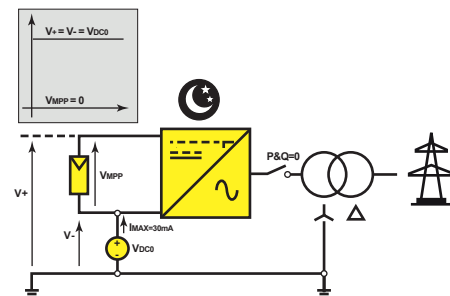 V+ = V- = VDC0
VMPP = 0
P&Q=0
VMPP
V+
IMAX=30mA
V-
VDC0
+
-